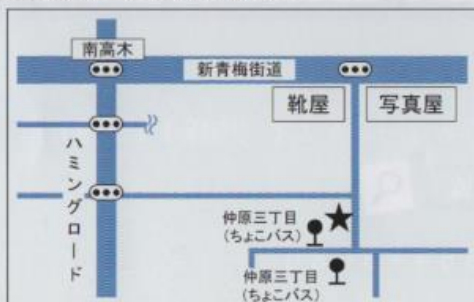 南高木
新青梅街道
靴屋
写真屋
ハミングロード
仲原三丁目
(ちょこバス)
仲原三丁目
(ちょこバス)